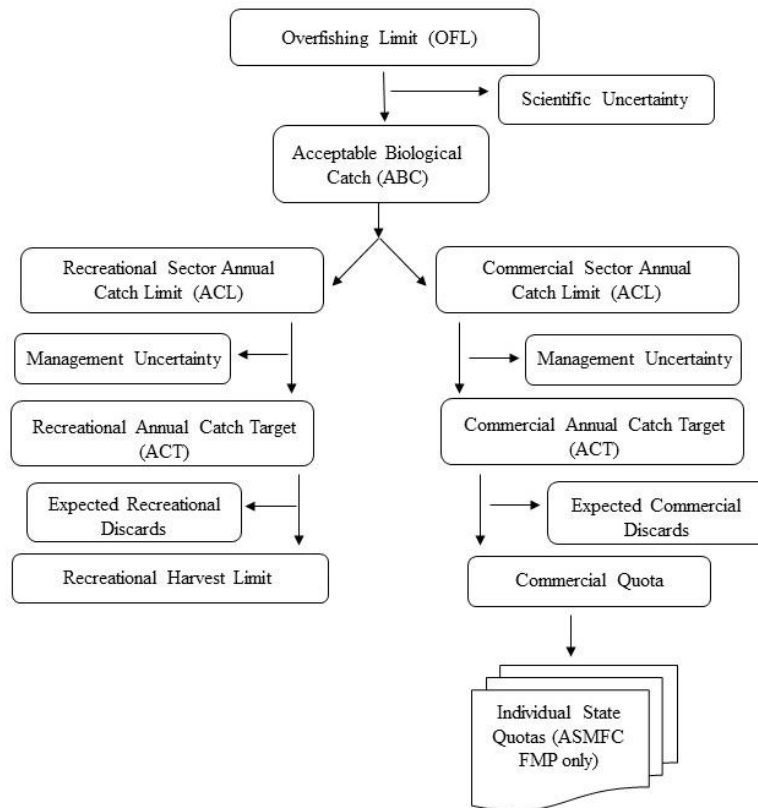 Overfishing Limit (OFL)
Scientific Uncertainty
Acceptable Biological
Catch (ABC)
Recreational Sector Annual
Catch Limit (ACL)
Commercial Sector Annual
Catch Limit (ACL)
Management Uncertainty
Management Uncertainty
Recreational Annual Catch Target
(ACT)
Commercial Annual Catch Target
(ACT)
Expected Recreational
Discards
Expected Commercial
Discards
Recreational Harvest Limit
Commercial Quota
Individual State
Quotas (ASMFC
FMP only)